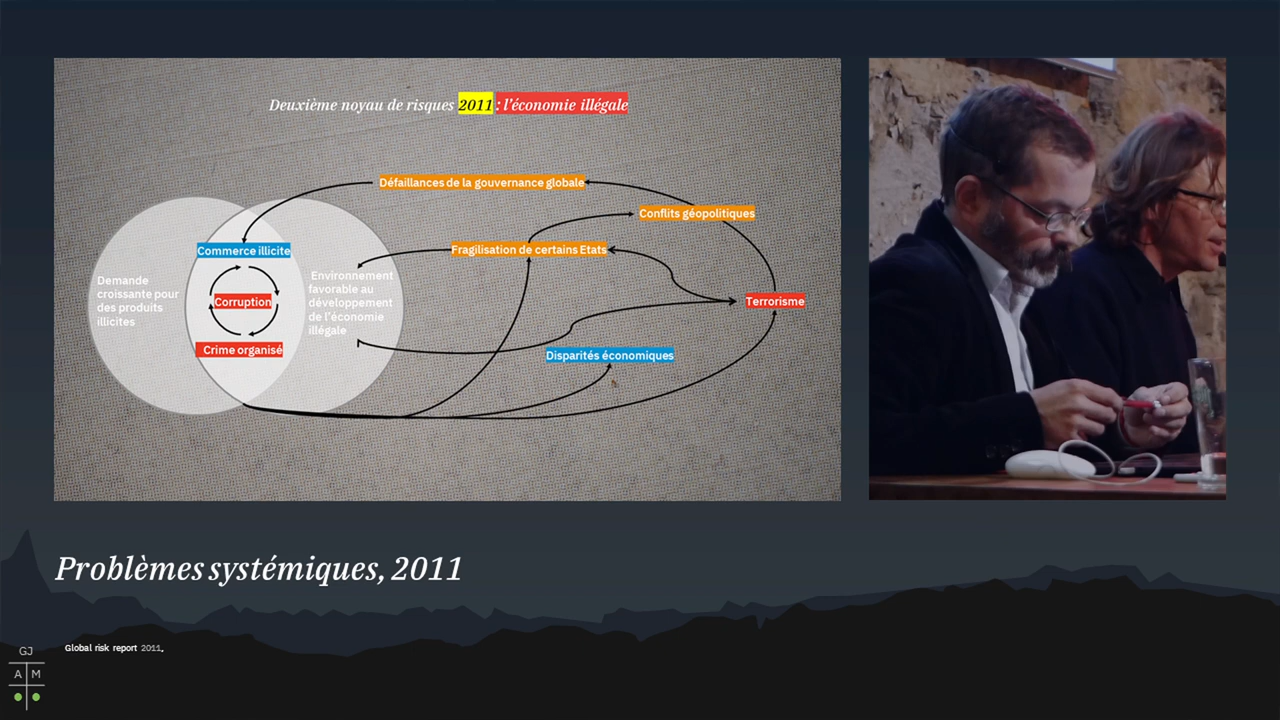 Deuxième noyau de risques 2011 : l'économie illégale
Défaillances de la gouvernance globale
Conflits géopolitiques
Commerce illicite
Fragilisation de certains Etats
Demande
croissante pour
des produits
illicites
Environnement
favorable au
développement
de l'économie
illégale
Corruption
Terrorisme
Crime organisé
Disparités économiques
Problèmes systémiques, 2011
Global risk report 2011.
GJ
A M